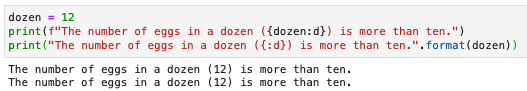 dozen = 12
print(f"The number of eggs in a dozen ({dozen:d}) is more than ten.")
print("The number of eggs in a dozen ({:d}) is more than ten.".format(dozen))
The number of eggs in a dozen (12) is more than ten.
The number of eggs in a dozen (12) is more than ten.